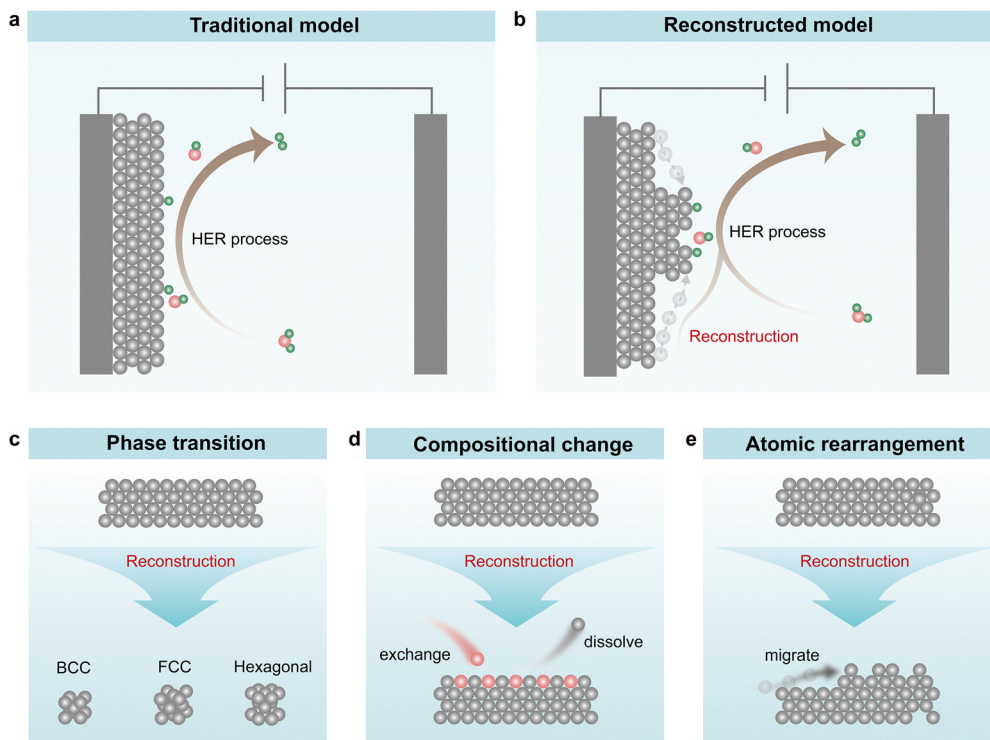 a
Traditional model
HER process
b
Reconstructed model
HER process
Reconstruction
c
Phase transition
Reconstruction
BCC
FCC
Hexagonal
d
Compositional change
Reconstruction
exchange
dissolve
e
Atomic rearrangement
Reconstruction
migrate